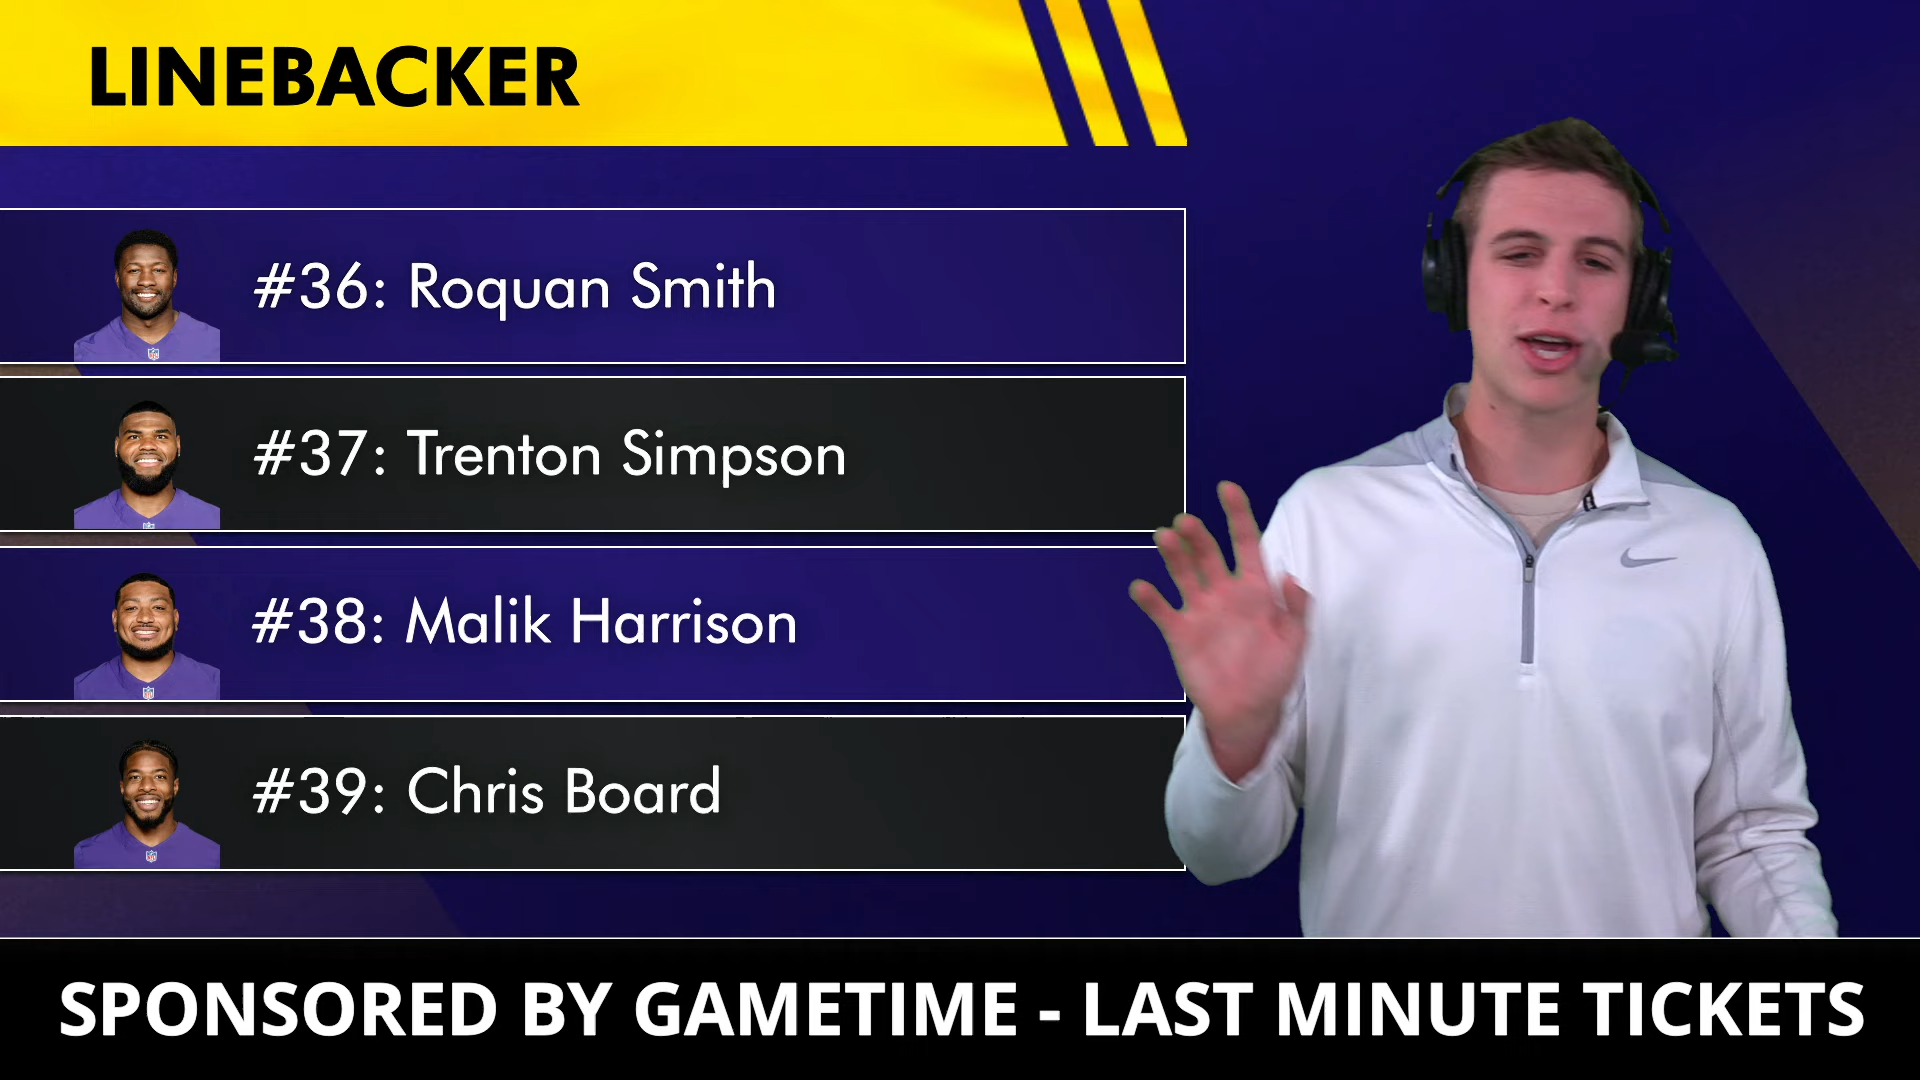 LINEBACKER
#36: Roquan Smith
#37: Trenton Simpson
#38: Malik Harrison
#39: Chris Board
SPONSORED BY GAMETIME - LAST MINUTE TICKETS